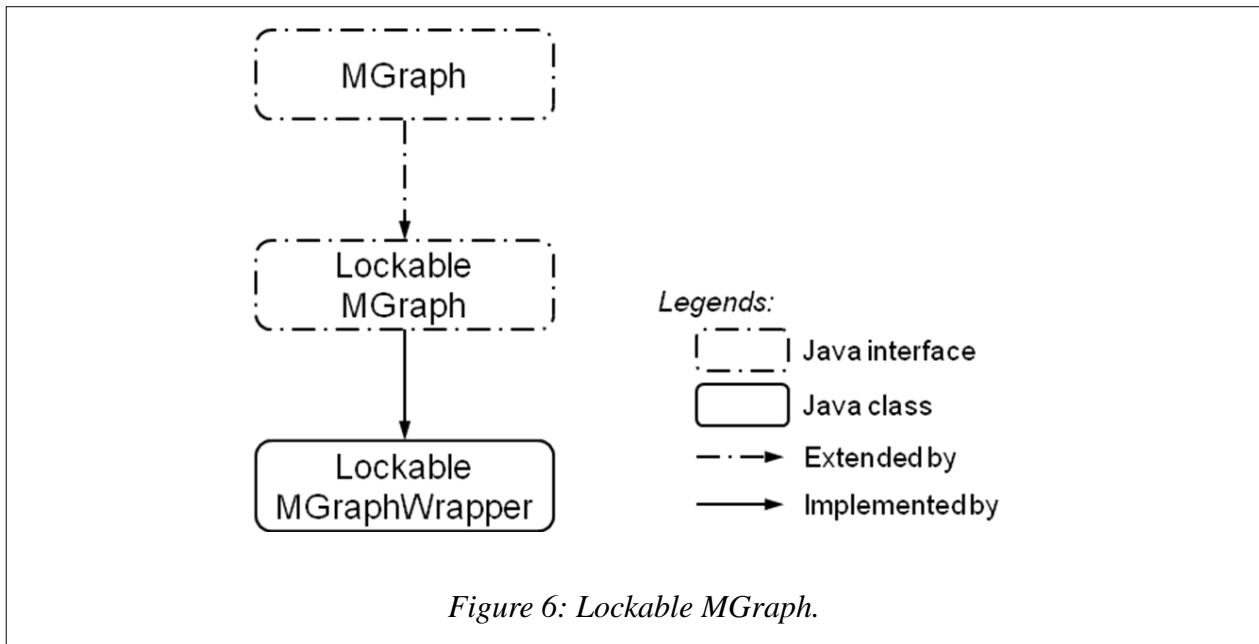 MGraph
Lockable
MGraph
Lockable
MGraphWrapper
Legends:
Java interface
Java class
Extended by
Implemented by
Figure 6: Lockable MGraph.